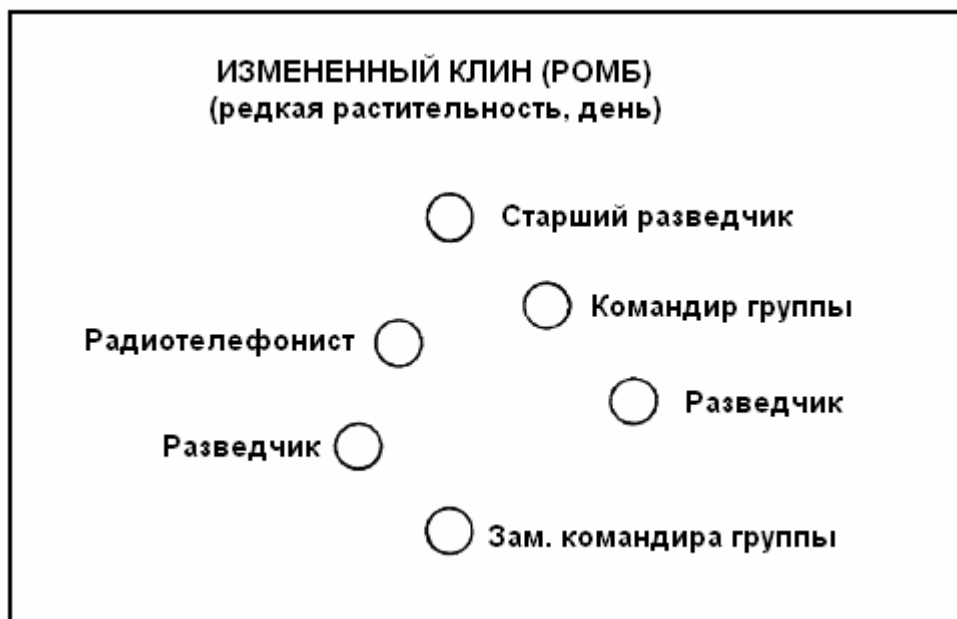 ИЗМЕНЕННЫЙ КЛИН (РОМБ)
(редкая растительность, день)
Старший разведчик
Командир группы
Радиотелефонист
Разведчик
Разведчик
Зам. командира группы